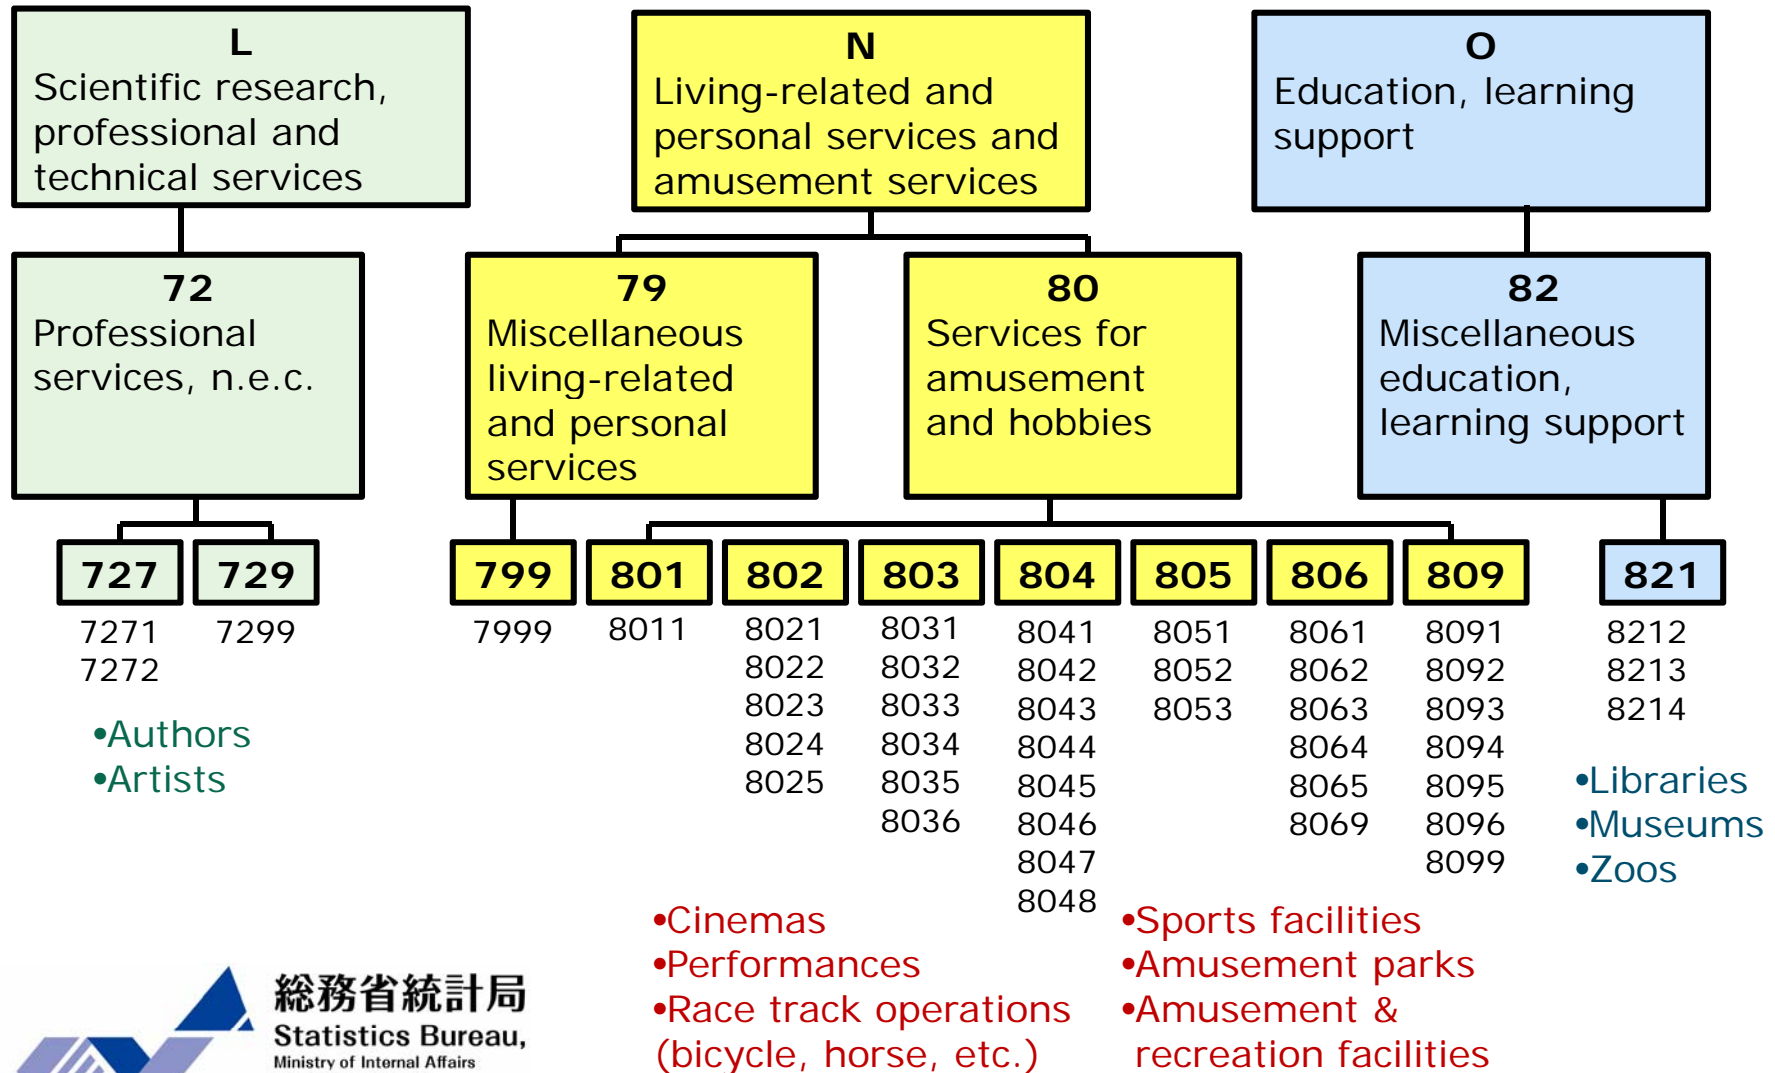 L
Scientific research,
professional and
technical services
N
Living-related and
personal services and
amusement services
O
Education, learning
support
72
Professional
services, n.e.c.
79
Miscellaneous
living-related
and personal
services
80
Services for
amusement
and hobbies
82
Miscellaneous
education,
learning support
727
729
799
801
802
803
804
805
806
809
821
7271
7272
7299
7999
8011
8021
8022
8023
8024
8025
8031
8032
8033
8034
8035
8036
8041
8042
8043
8044
8045
8046
8047
8048
8051
8052
8053
8061
8062
8063
8064
8065
8069
8091
8092
8093
8094
8095
8096
8099
8212
8213
8214
•Authors
•Artists
•Libraries
•Museums
•Zoos
•Cinemas
•Performances
•Race track operations
(bicycle, horse, etc.)
•Sports facilities
•Amusement parks
•Amusement &
recreation facilities
総務省統計局
Statistics Bureau,
Ministry of Internal Affairs